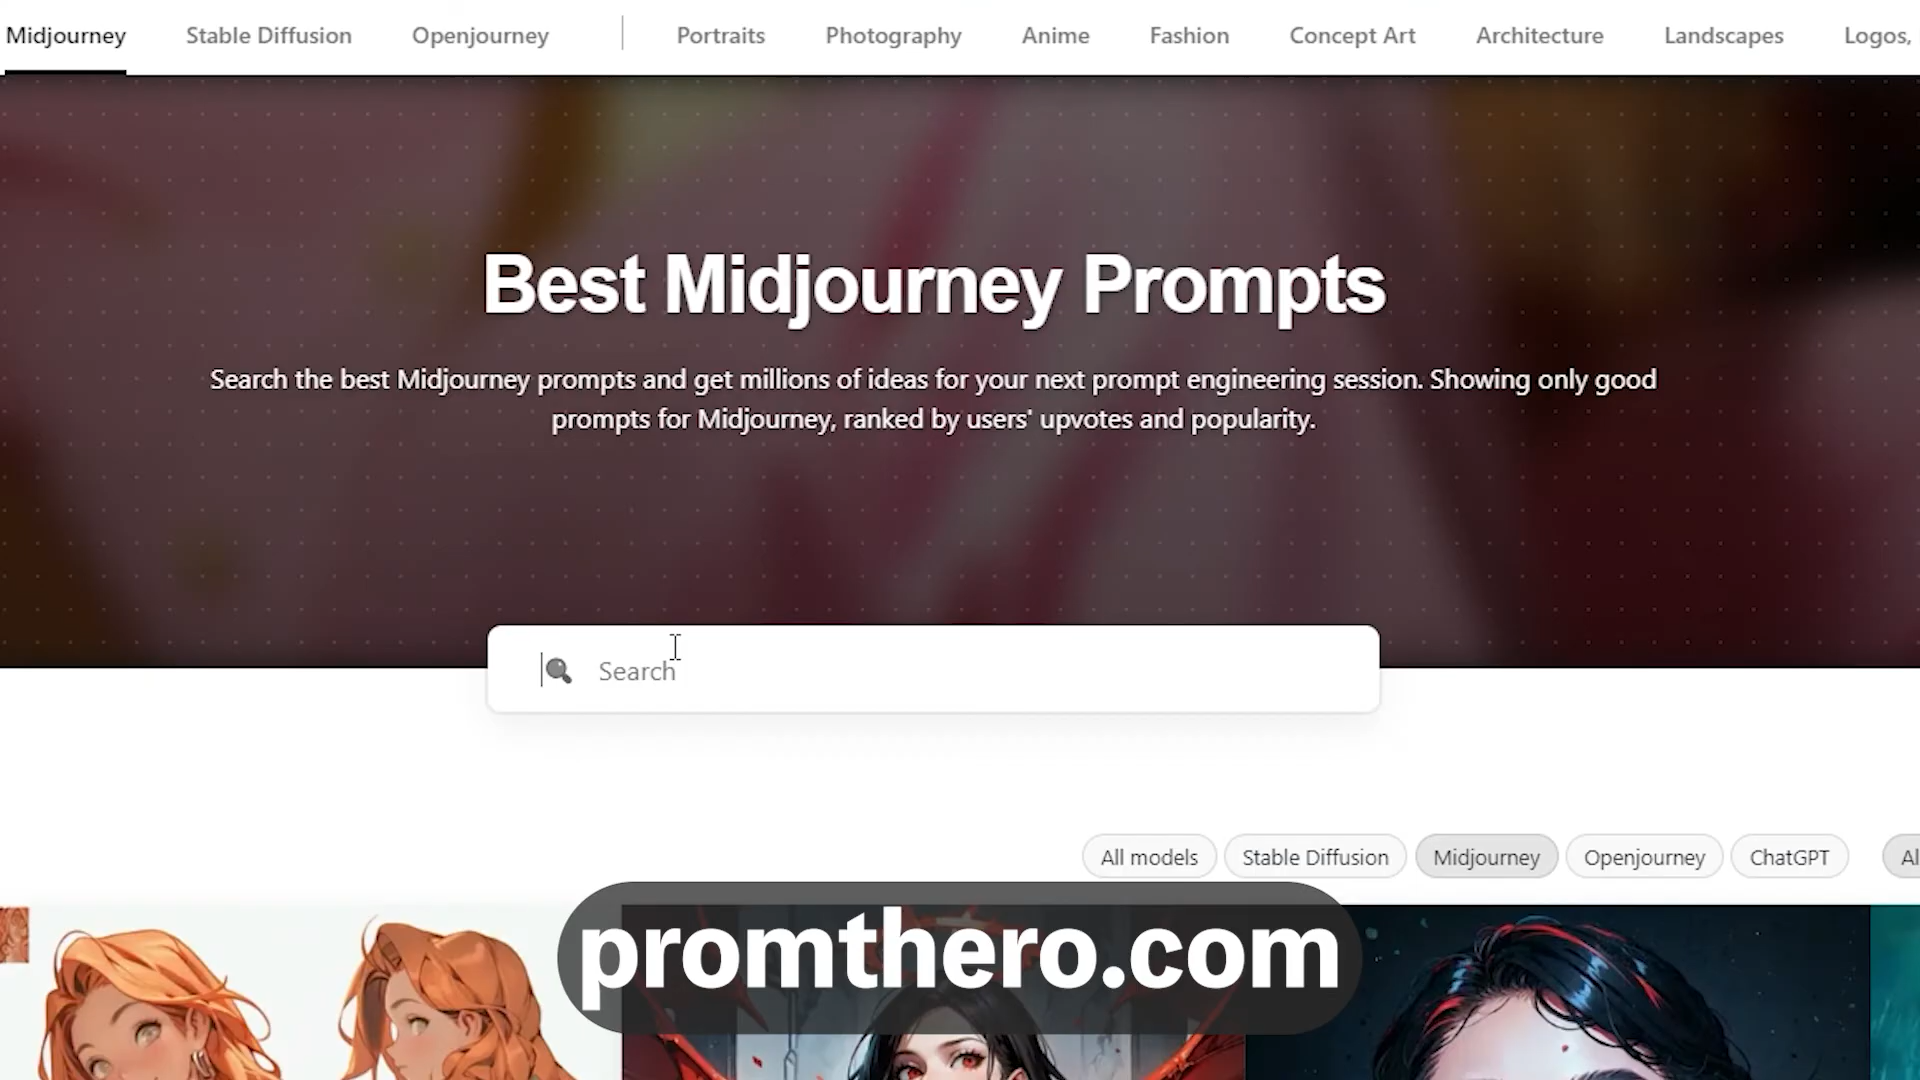 Midjourney Stable Diffusion Openjourney Portraits Photography Anime Fashion Concept Art Architecture Landscapes Logos,
Best Midjourney Prompts
Search the best Midjourney prompts and get millions of ideas for your next prompt engineering session. Showing only good
prompts for Midjourney, ranked by users' upvotes and popularity.
Search
All models Stable Diffusion Midjourney Openjourney ChatGPT Al
promthero.com